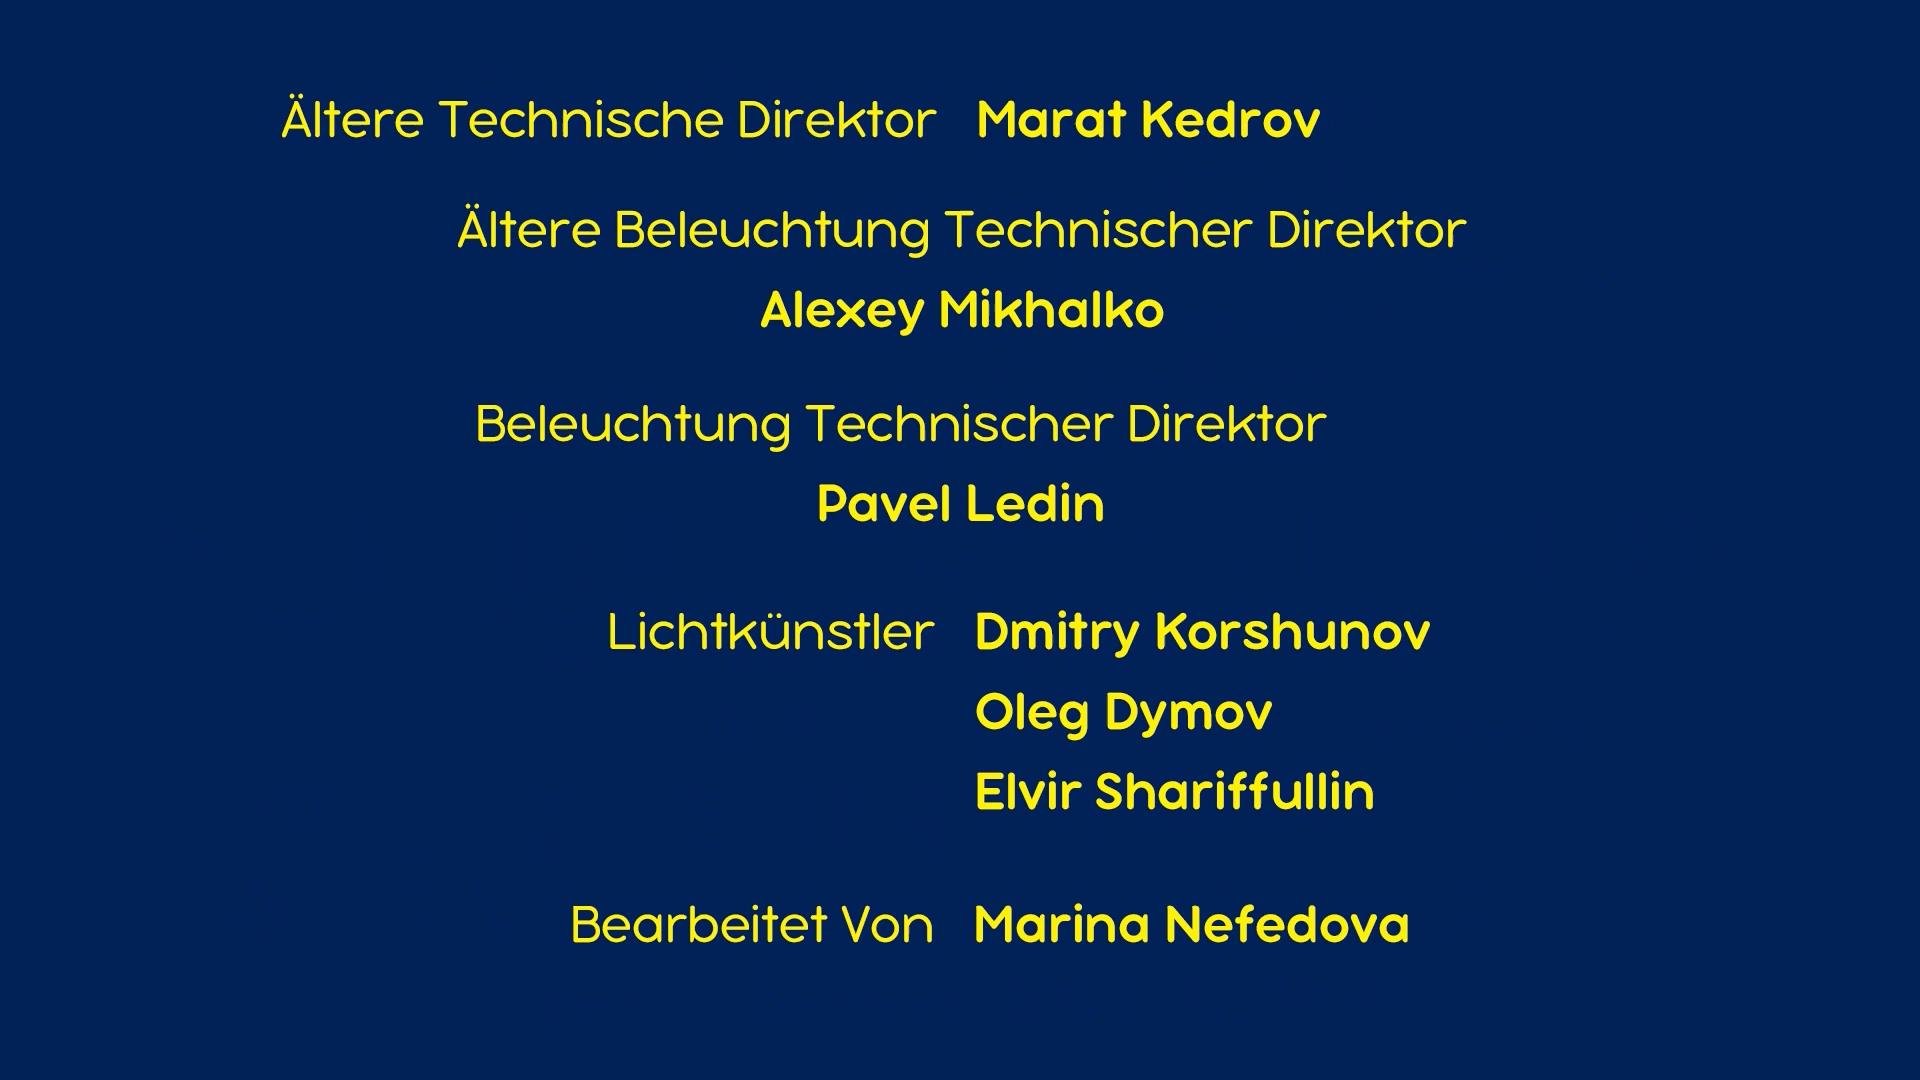 Ältere Technische Direktor Marat Kedrov
Ältere Beleuchtung Technischer Direktor
Alexey Mikhalko
Beleuchtung Technischer Direktor
Pavel Ledin
Lichtkünstler Dmitry Korshunov
Oleg Dymov
Elvir Shariffullin
Bearbeitet Von Marina Nefedova